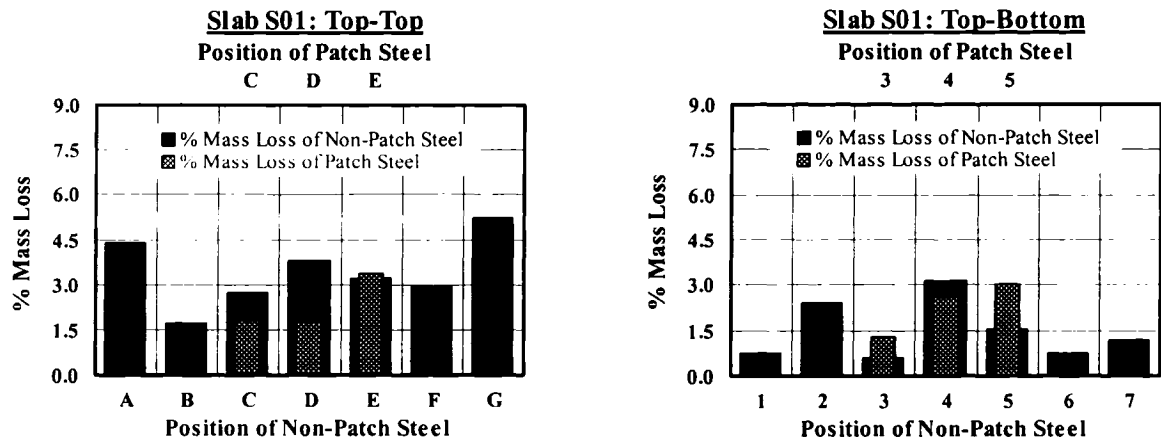 Slab S01: Top-Top
Position of Patch Steel
C D E
9.0
7.5
6.0
4.5
3.0
1.5
0.0
% Mass Loss
% Mass Loss of Non-Patch Steel
% Mass Loss of Patch Steel
A B C D E F G
Position of Non-Patch Steel
Slab S01: Top-Bottom
Position of Patch Steel
3 4 5
9.0
7.5
6.0
4.5
3.0
1.5
0.0
% Mass Loss
% Mass Loss of Non-Patch Steel
% Mass Loss of Patch Steel
1 2 3 4 5 6 7
Position of Non-Patch Steel